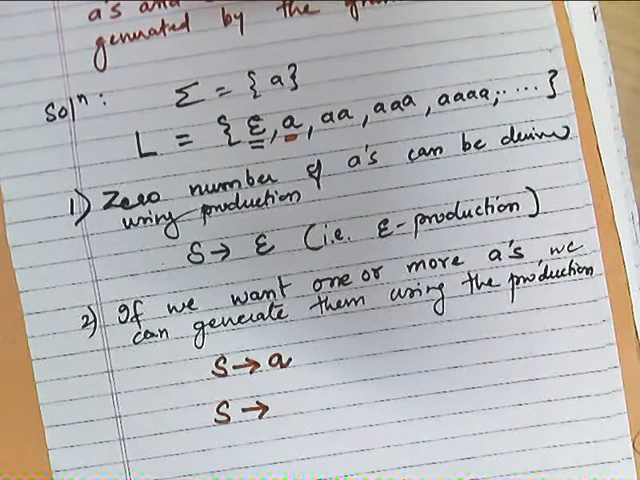 a's and
generated by the
Solⁿ: Σ = { a }
L = { ε, a, aa, aaa, aaaa, .... }
1) Zero number of a's can be
using production
S → ε (i.e. ε-production)
2) If we want one or more a's, we
can generate them using the production
S → a
S →